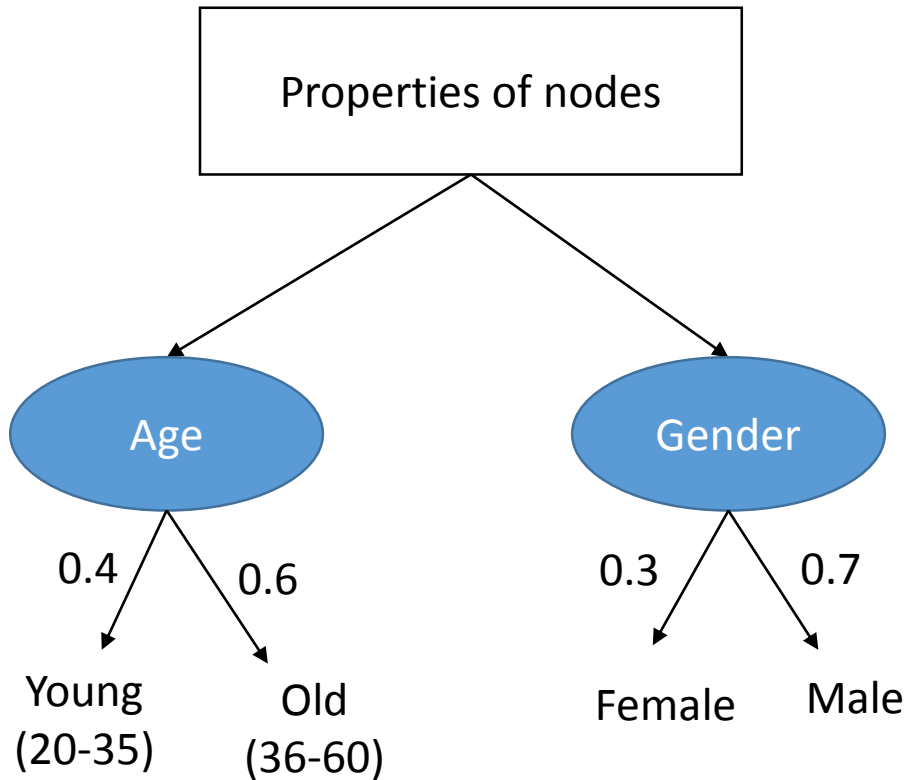 Properties of nodes
Age
Gender
0.4
0.6
0.3
0.7
Young
(20-35)
Old
(36-60)
Female
Male